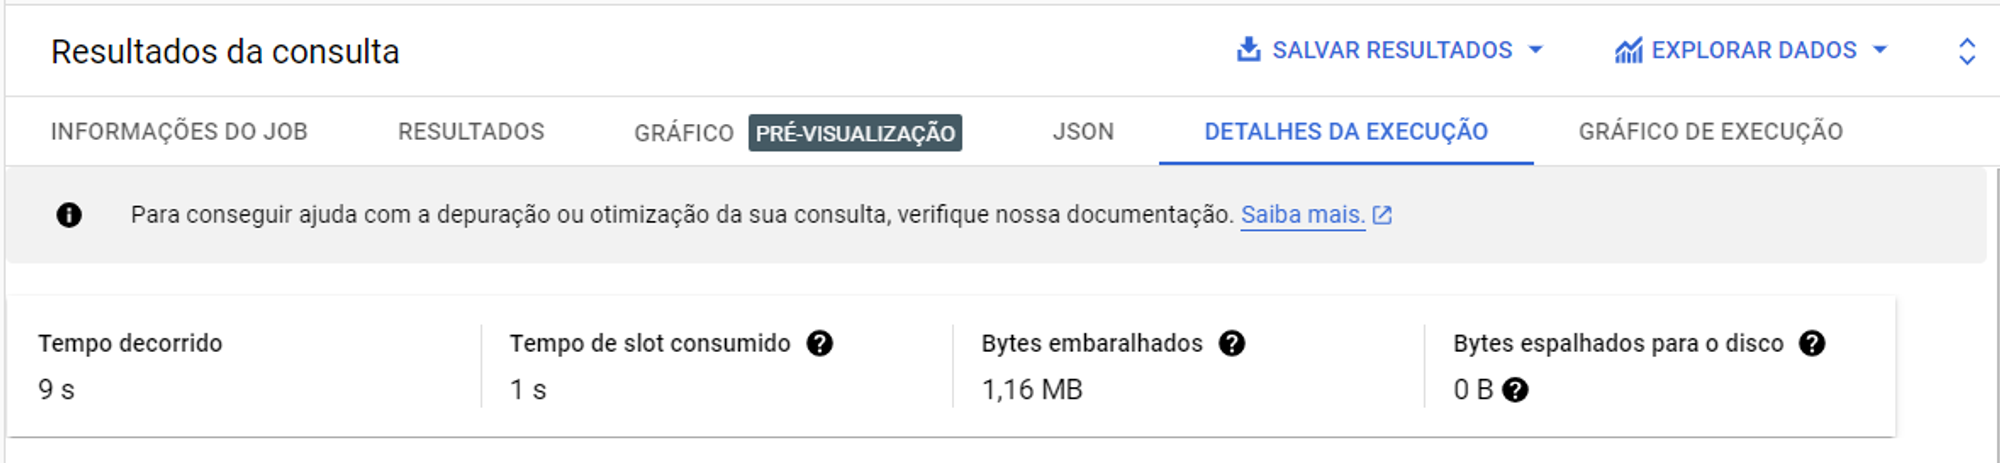 Resultados da consulta SALVAR RESULTADOS EXPLORAR DADOS
INFORMAÇÕES DO JOB RESULTADOS GRÁFICO PRÉ-VISUALIZAÇÃO JSON DETALHES DA EXECUÇÃO GRÁFICO DE EXECUÇÃO
Para conseguir ajuda com a depuração ou otimização da sua consulta, verifique nossa documentação. Saiba mais.
Tempo decorrido Tempo de slot consumido Bytes embaralhados Bytes espalhados para o disco
9 s 1 s 1,16 MB 0 B